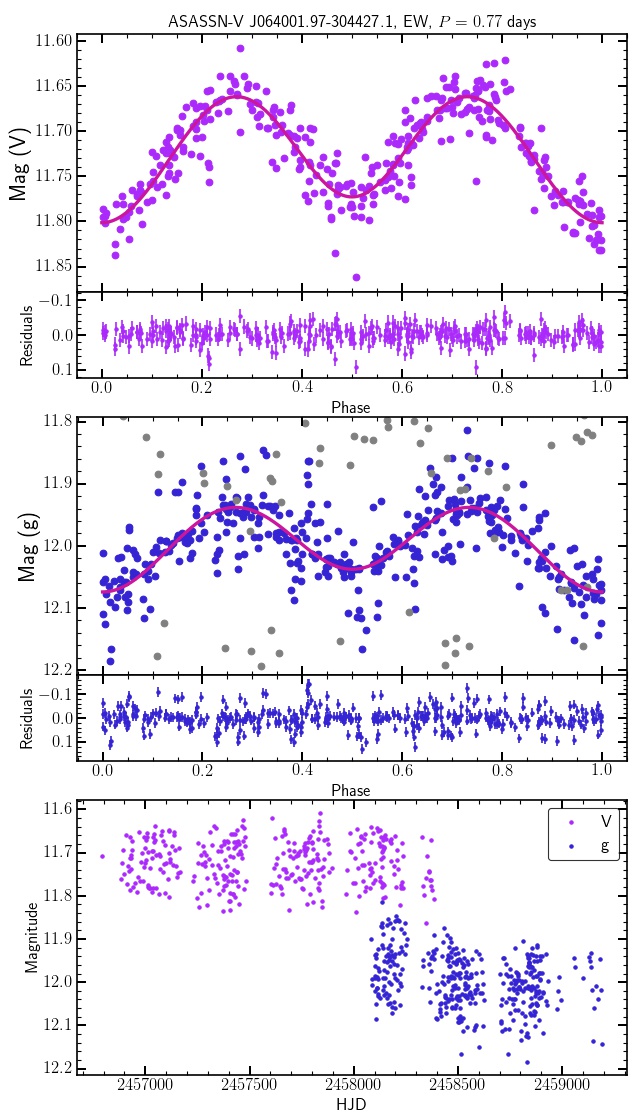 ASASSN-V J064001.97-304427.1, EW, P = 0.77 days
11.60
11.65
11.70
11.75
11.80
11.85
Mag (V)
−0.1
0.0
0.1
Residuals
0.0 0.2 0.4 0.6 0.8 1.0
Phase
11.8
11.9
12.0
12.1
12.2
Mag (g)
−0.1
0.0
0.1
Residuals
0.0 0.2 0.4 0.6 0.8 1.0
Phase
11.6
11.7
11.8
11.9
12.0
12.1
12.2
Magnitude
V
g
2457000 2457500 2458000 2458500 2459000
HJD